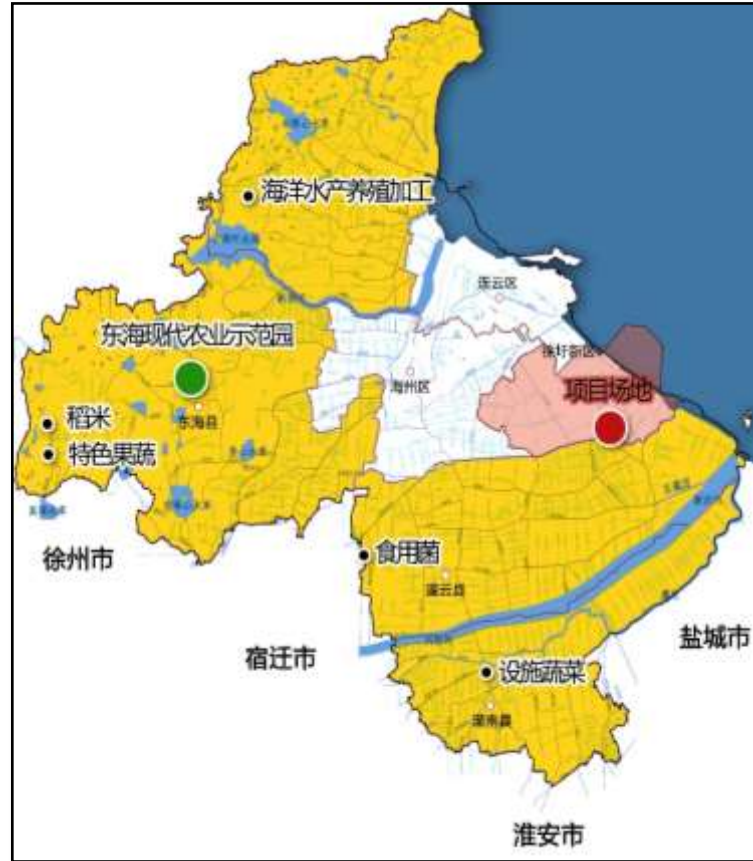 海洋水产养殖加工
连云区
东海现代农业示范园
徐圩新区
海州区
项目场地
稻米
东海县
特色果蔬
徐州市
食用菌
灌云县
宿迁市
盐城市
设施蔬菜
灌南县
淮安市